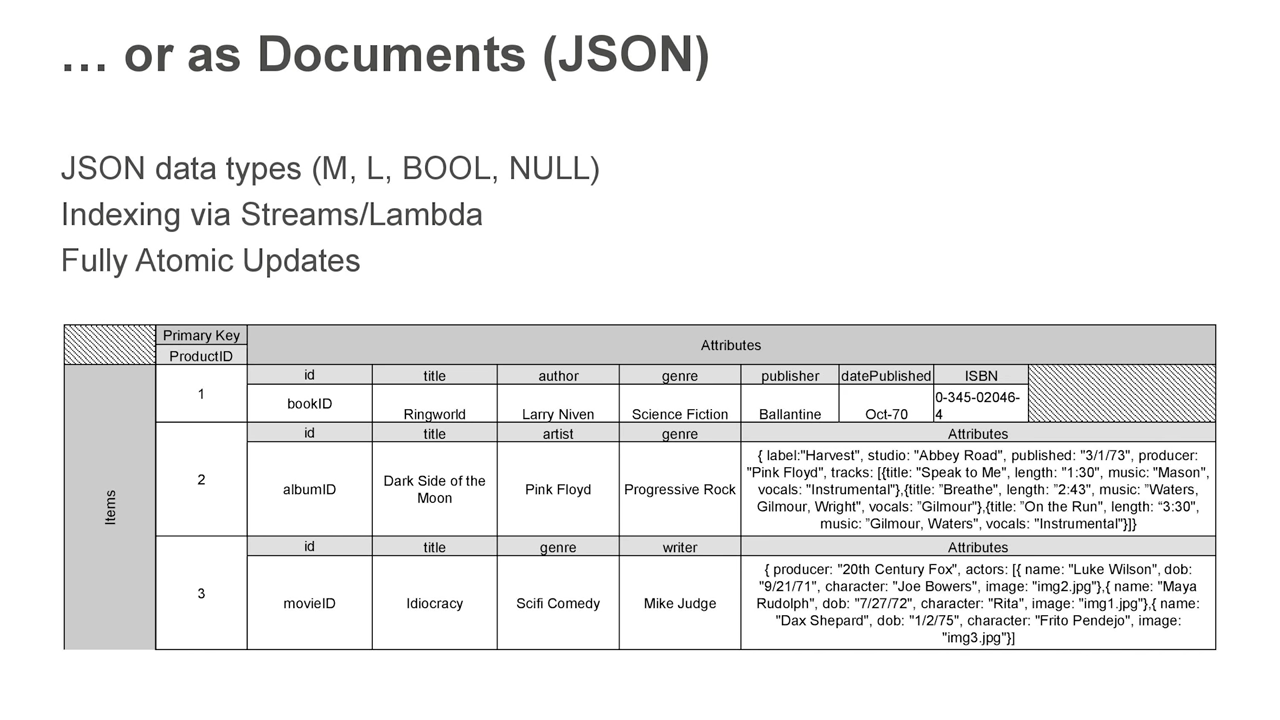 … or as Documents (JSON)
JSON data types (M, L, BOOL, NULL)
Indexing via Streams/Lambda
Fully Atomic Updates
Primary Key
ProductID
Attributes
Items
1
id
title
author
genre
publisher
datePublished
ISBN
bookID
Ringworld
Larry Niven
Science Fiction
Ballantine
Oct-70
0-345-02046-
4
2
id
title
artist
genre
Attributes
albumID
Dark Side of the
Moon
Pink Floyd
Progressive Rock
{ label:"Harvest", studio: "Abbey Road", published: "3/1/73", producer:
"Pink Floyd", tracks: [{title: "Speak to Me", length: "1:30", music: "Mason",
vocals: "Instrumental"},{title: ”Breathe", length: ”2:43", music: ”Waters,
Gilmour, Wright", vocals: ”Gilmour"},{title: ”On the Run", length: “3:30",
music: ”Gilmour, Waters", vocals: "Instrumental"}]}
3
id
title
genre
writer
Attributes
movieID
Idiocracy
Scifi Comedy
Mike Judge
{ producer: "20th Century Fox", actors: [{ name: "Luke Wilson", dob:
"9/21/71", character: "Joe Bowers", image: "img2.jpg"},{ name: "Maya
Rudolph", dob: "7/27/72", character: "Rita", image: "img1.jpg"},{ name:
"Dax Shepard", dob: "1/2/75", character: "Frito Pendejo", image:
"img3.jpg"}]